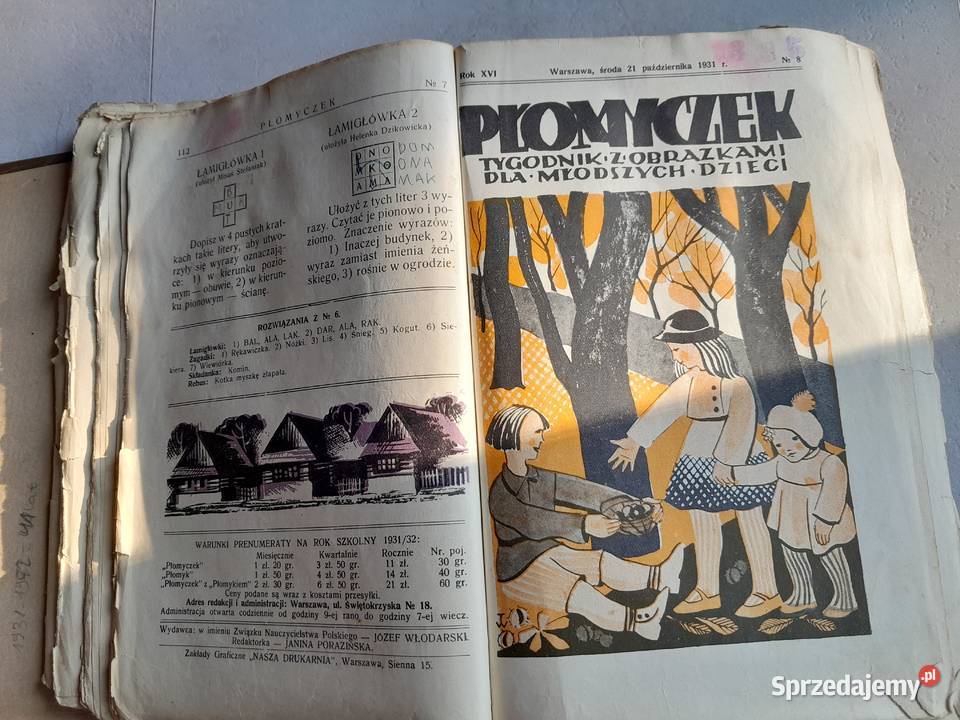 112
PŁOMYCZEK
№ 7
ŁAMIGŁÓWKA 1
(ułożył Misuś Stefaniak)
B
BUR
T
Dopisz w 4 pustych krat-
kach takie litery, aby utwo-
rzyły się wyrazy oznaczają-
ce: 1) w kierunku pozio-
mym — obuwie, 2) w kierun-
ku pionowym — ścianę.
ŁAMIGŁÓWKA 2
(ułożyła Helenka Dzikowicka)
DNO
MKO
AMA
DOM
ONA
MAK
Ułożyć z tych liter 3 wy-
razy. Czytać je pionowo i po-
ziomo. Znaczenie wyrazów:
1) Inaczej budynek, 2)
wyraz zamiast imienia żeń-
skiego, 3) rośnie w ogrodzie.
ROZWIĄZANIA Z № 6.
Łamigłówki: 1) BAL, ALA, LAK. 2) DAR, ALA, RAK.
Zagadki: 1) Rękawiczka. 2) Nożki. 3) Lis. 4) Śnieg. 5) Kogut. 6) Sie-
kiera. 7) Wiewiórka.
Składanka: Komin.
Rebus: Kotka myszkę złapała.
WARUNKI PRENUMERATY NA ROK SZKOLNY 1931/32:
Miesięcznie Kwartalnie Rocznie Nr. poj.
„Płomyczek” 1 zł. 20 gr. 3 zł. 50 gr. 11 zł. 30 gr.
„Płomyk” 1 zł. 50 gr. 4 zł. 50 gr. 14 zł. 40 gr.
„Płomyczek” z „Płomykiem” 2 zł. 30 gr. 6 zł. 50 gr. 21 zł. 60 gr.
Ceny podane są wraz z kosztami przesyłki.
Adres redakcji i administracji: Warszawa, ul. Świętokrzyska № 18.
Administracja otwarta codziennie od godziny 9-ej rano do godziny 7-ej wiecz.
Wydawca: w imieniu Związku Nauczycielstwa Polskiego — JÓZEF WŁODARSKI.
Redaktorka — JANINA PORAZIŃSKA.
Zakłady Graficzne „NASZA DRUKARNIA”, Warszawa, Sienna 15.
Rok XVI
Warszawa, środa 21 października 1931 r.
№ 8
PŁOMYCZEK
TYGODNIK·Z·OBRAZKAMI
DLA·MŁODSZYCH·DZIECI
Sprzedajemy.pl